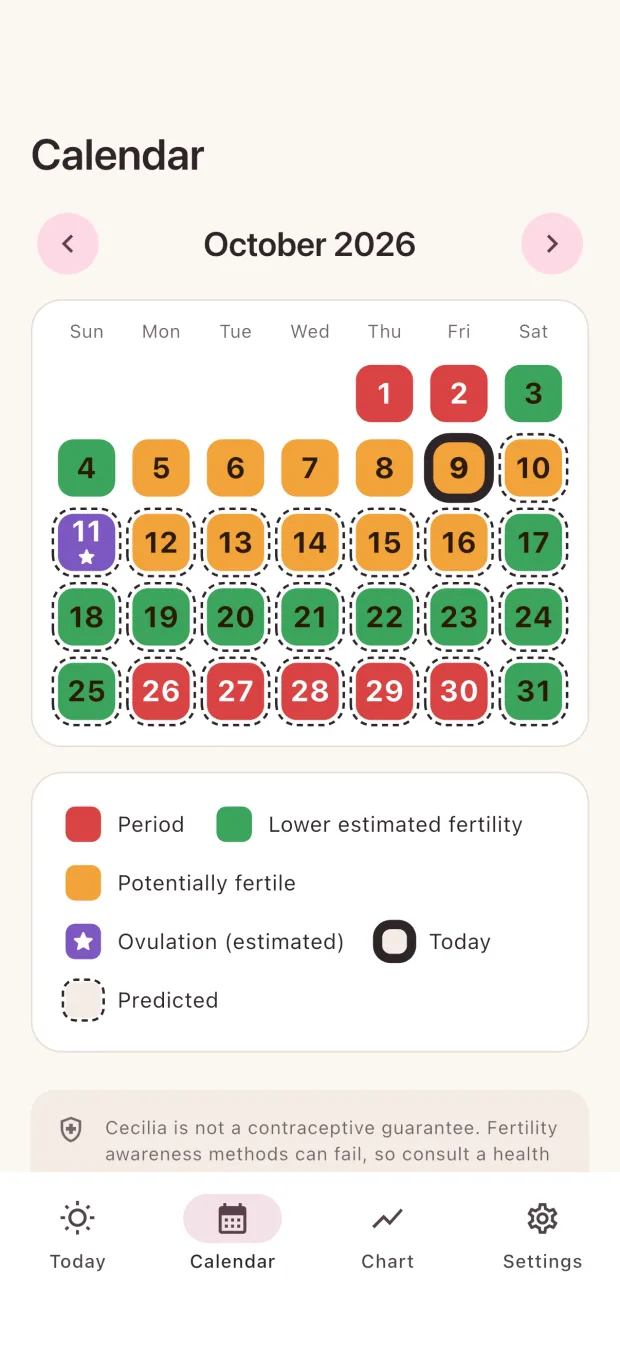 Calendar
October 2026
Sun Mon Tue Wed Thu Fri Sat
1 2 3
4 5 6 7 8 9 10
11 12 13 14 15 16 17
18 19 20 21 22 23 24
25 26 27 28 29 30 31
Period Lower estimated fertility
Potentially fertile
Ovulation (estimated) Today
Predicted
Cecilia is not a contraceptive guarantee. Fertility
awareness methods can fail, so consult a health
Today Calendar Chart Settings